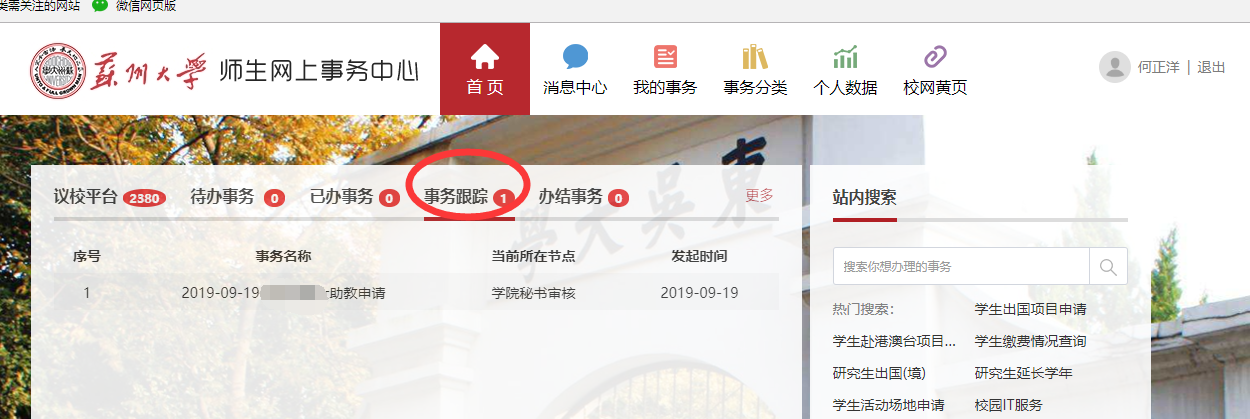 类需关注的网站 微信网页版
蘇州大學 师生网上事务中心
首页 消息中心 我的事务 事务分类 个人数据 校网黄页
何正洋 | 退出
東吳大學
议校平台 2380 待办事务 0 已办事务 0 事务跟踪 1 办结事务 0 更多
序号 事务名称 当前所在节点 发起时间
1 2019-09-19 助教申请 学院秘书审核 2019-09-19
站内搜索
搜索你想办理的事务
热门搜索: 学生出国项目申请
学生赴港澳台项目... 学生缴费情况查询
研究生出国(境) 研究生延长学年
学生活动场地申请 校园IT服务